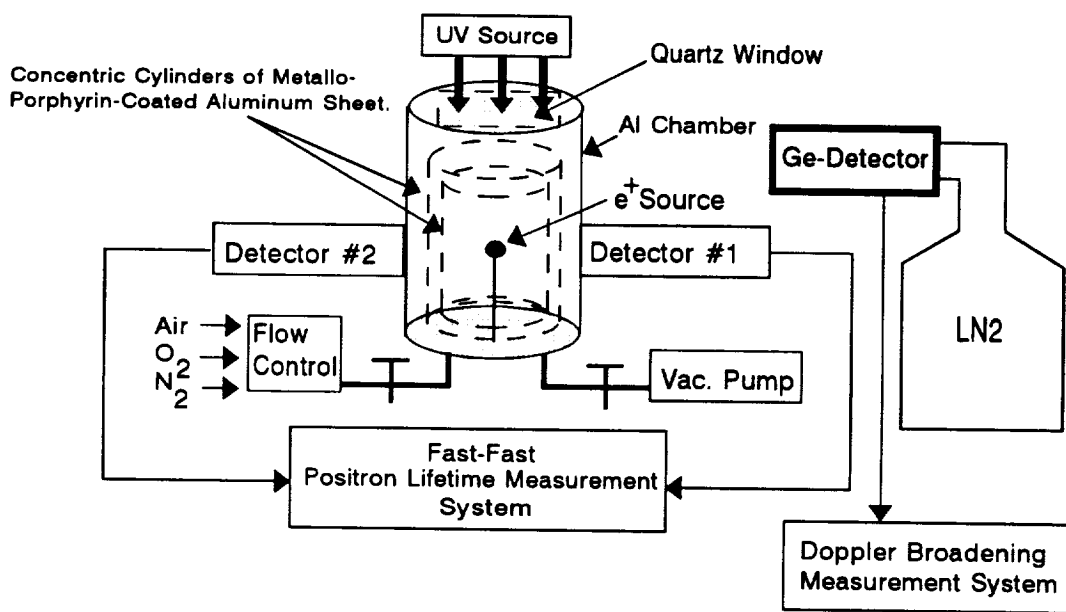 UV Source
Quartz Window
Concentric Cylinders of Metallo-
Porphyrin-Coated Aluminum Sheet.
Al Chamber
Ge-Detector
e+ Source
Detector #2
Detector #1
Air
O2
N2
Flow
Control
Vac. Pump
LN2
Fast-Fast
Positron Lifetime Measurement
System
Doppler Broadening
Measurement System